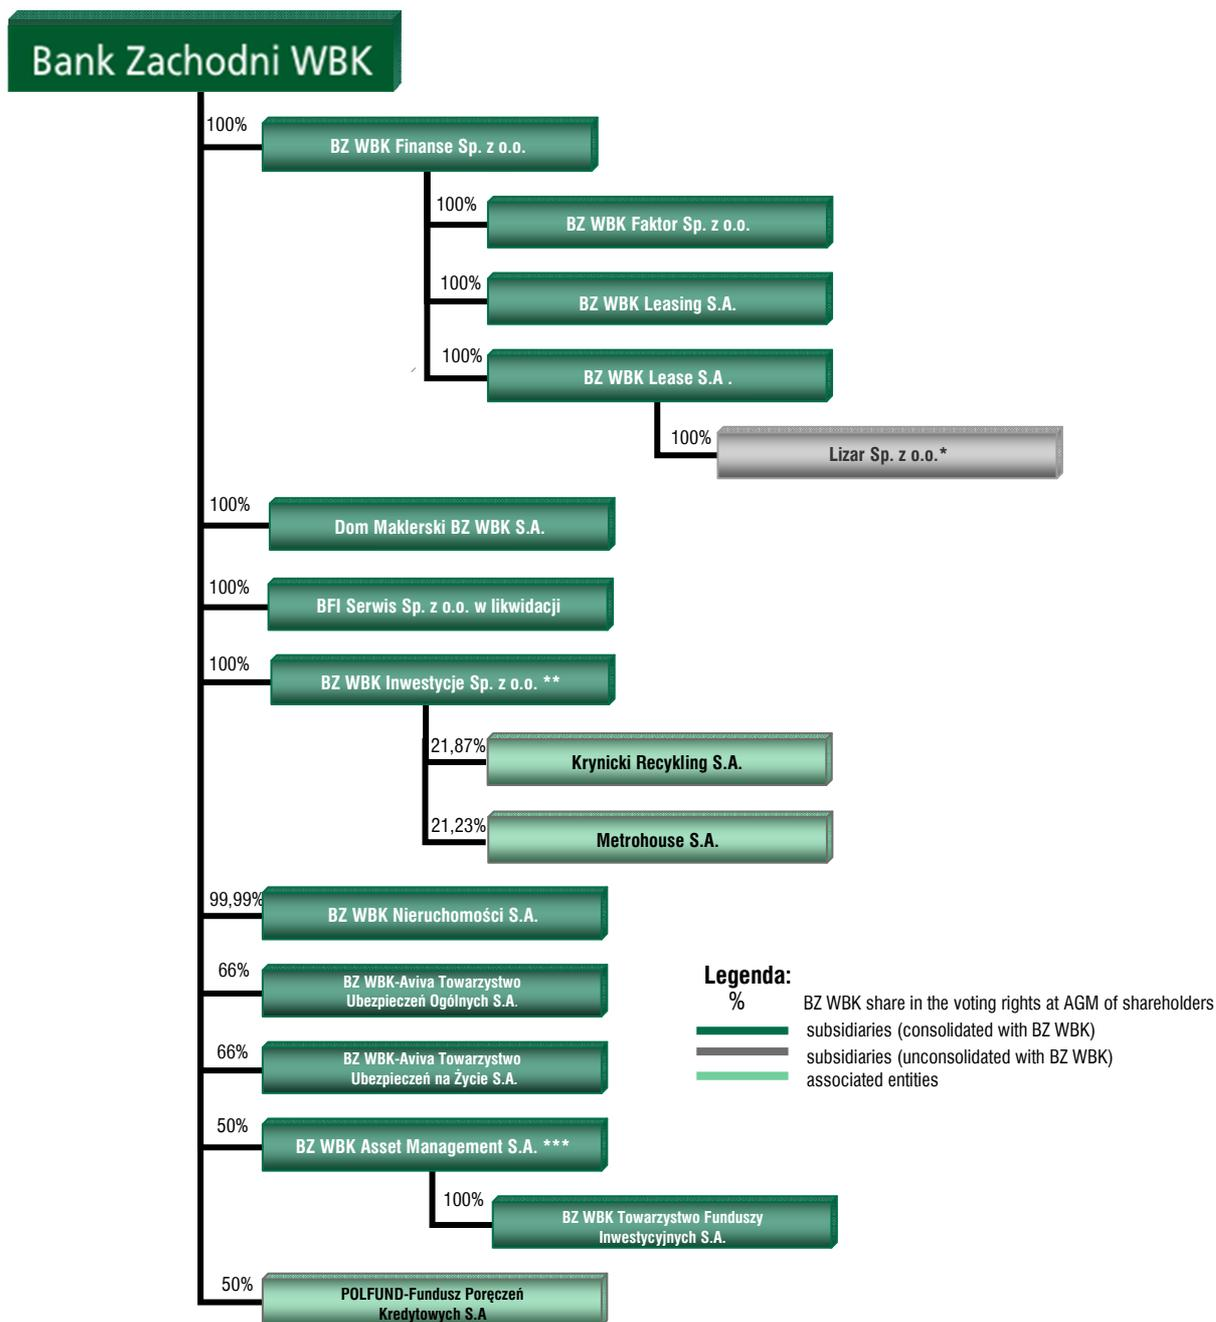 Bank Zachodni WBK
100%
BZ WBK Finanse Sp. z o.o.
100%
BZ WBK Faktor Sp. z o.o.
100%
BZ WBK Leasing S.A.
100%
BZ WBK Lease S.A .
100%
Lizar Sp. z o.o.*
100%
Dom Maklerski BZ WBK S.A.
100%
BFI Serwis Sp. z o.o. w likwidacji
100%
BZ WBK Inwestycje Sp. z o.o. **
21,87%
Krynicki Recykling S.A.
21,23%
Metrohouse S.A.
99,99%
BZ WBK Nieruchomości S.A.
66%
BZ WBK-Aviva Towarzystwo
Ubezpieczeń Ogólnych S.A.
66%
BZ WBK-Aviva Towarzystwo
Ubezpieczeń na Życie S.A.
50%
BZ WBK Asset Management S.A. ***
100%
BZ WBK Towarzystwo Funduszy
Inwestycyjnych S.A.
50%
POLFUND-Fundusz Poręczeń
Kredytowych S.A
Legenda:
% BZ WBK share in the voting rights at AGM of shareholders
subsidiaries (consolidated with BZ WBK)
subsidiaries (unconsolidated with BZ WBK)
associated entities